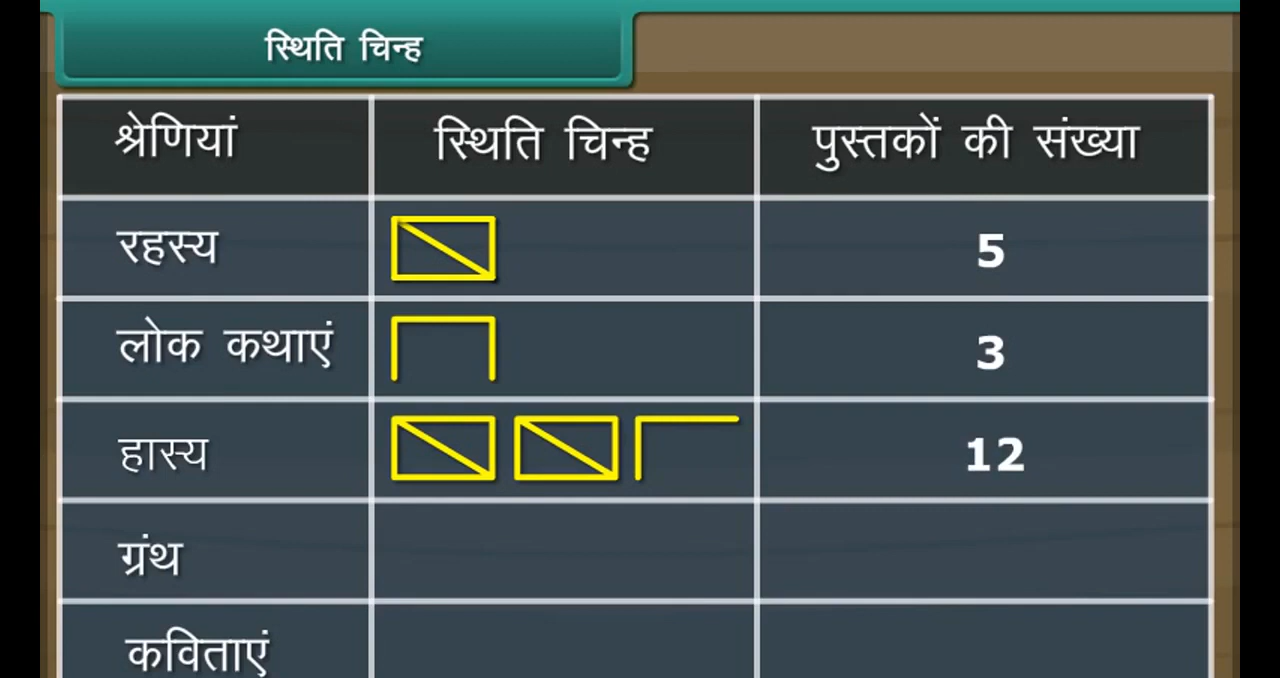 स्थिति चिन्ह
श्रेणियां स्थिति चिन्ह पुस्तकों की संख्या
रहस्य 5
लोक कथाएं 3
हास्य 12
ग्रंथ
कविताएं